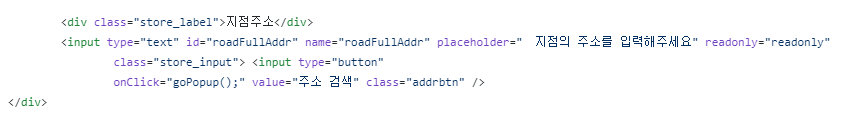 <div class="store_label">지점주소</div>
<input type="text" id="roadFullAddr" name="roadFullAddr" placeholder="  지점의 주소를 입력해주세요" readonly="readonly"
class="store_input"> <input type="button"
onClick="goPopup();" value="주소 검색" class="addrbtn" />
</div>